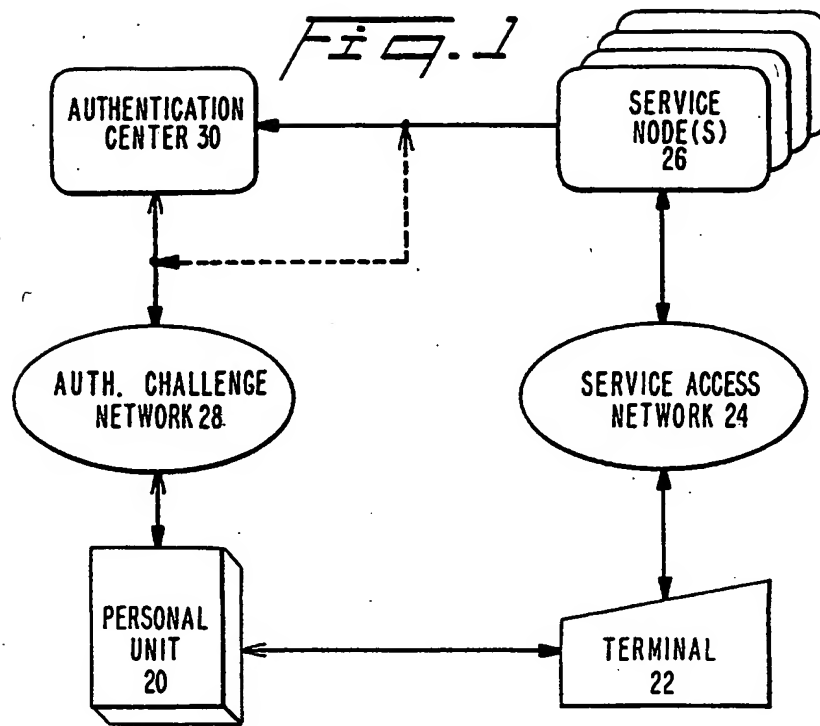 Fig. 1
AUTHENTICATION
CENTER 30
SERVICE
NODE(S)
26
AUTH. CHALLENGE
NETWORK 28
SERVICE ACCESS
NETWORK 24
PERSONAL
UNIT
20
TERMINAL
22